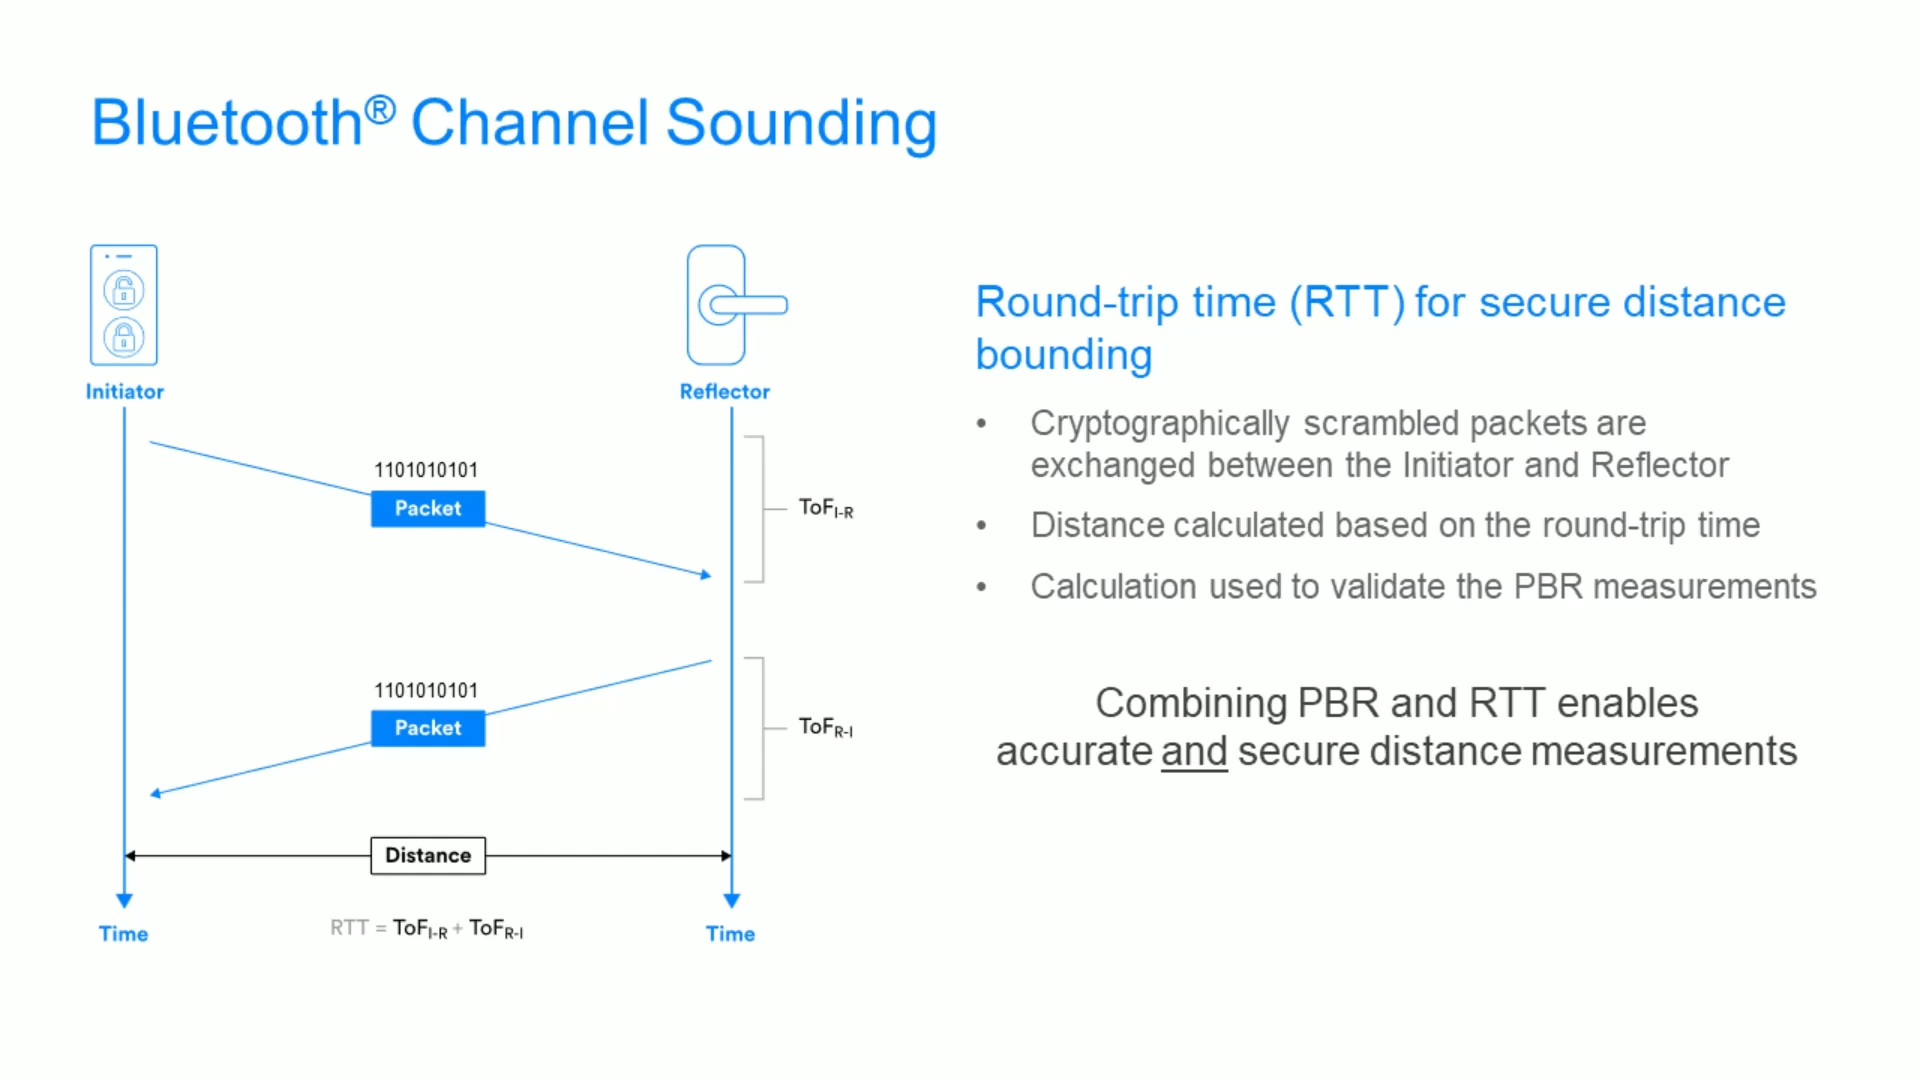 Bluetooth® Channel Sounding
Initiator
Reflector
1101010101
Packet
ToFI-R
1101010101
Packet
ToFR-I
Distance
Time
RTT = ToFI-R + ToFR-I
Time
Round-trip time (RTT) for secure distance
bounding
• Cryptographically scrambled packets are
exchanged between the Initiator and Reflector
• Distance calculated based on the round-trip time
• Calculation used to validate the PBR measurements
Combining PBR and RTT enables
accurate and secure distance measurements